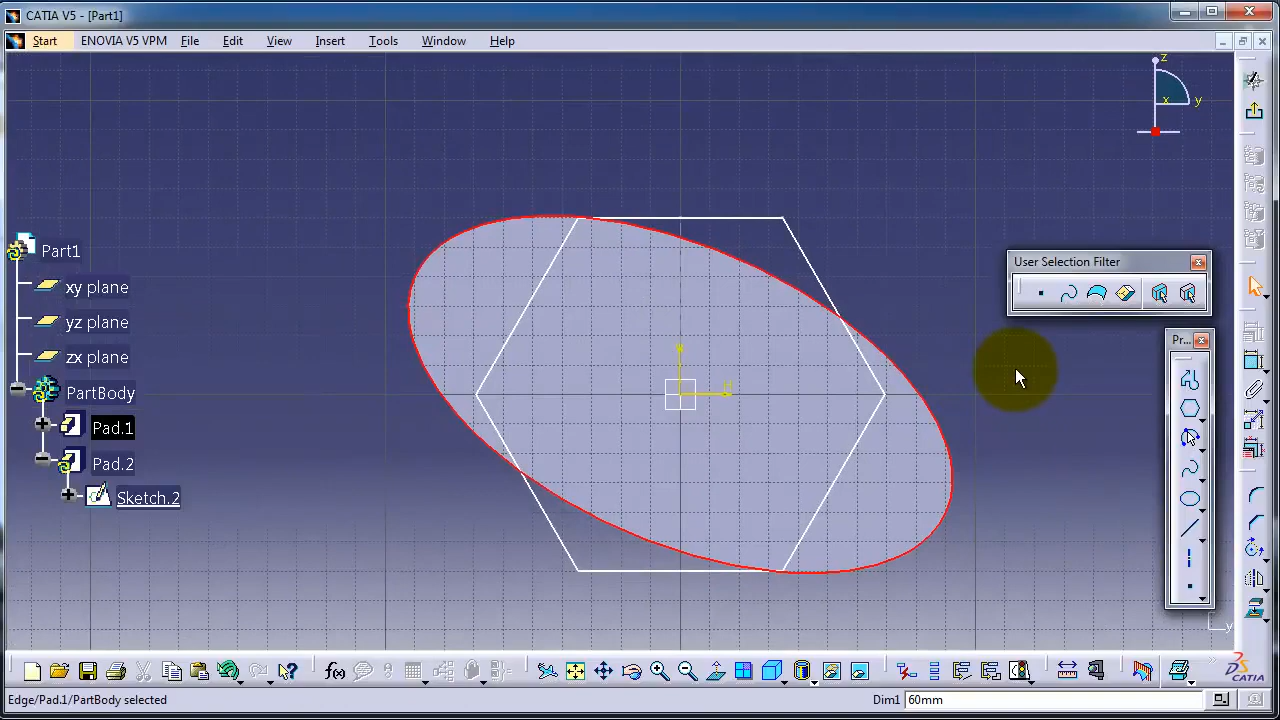 CATIA V5 - [Part1]
Start ENOVIA V5 VPM File Edit View Insert Tools Window Help
z
x y
Part1
xy plane
yz plane
zx plane
PartBody
Pad.1
Pad.2
Sketch.2
H
User Selection Filter
Pr...
y
f(x)
CATIA
Edge/Pad.1/PartBody selected Dim1 60mm